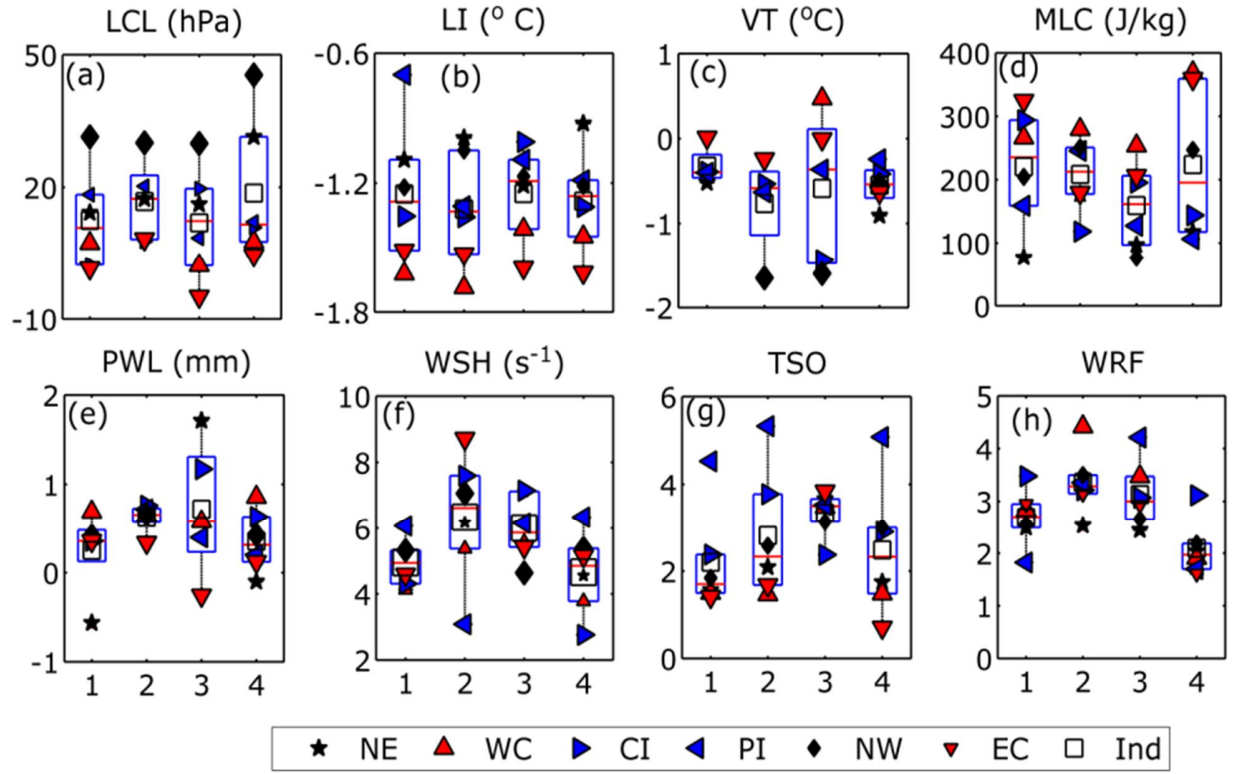 LCL (hPa) LI (° C) VT (°C) MLC (J/kg)
(a) (b) (c) (d)
50 -0.6 1 400
300
0
20 -1.2 200
-1
100
-10 -1.8 -2 0
PWL (mm) WSH (s⁻¹) TSO WRF
(e) (f) (g) (h)
2 10 6 5
4
1 8 4 3
0 6 2 2
4 1
-1 2 0 0
1 2 3 4 1 2 3 4 1 2 3 4 1 2 3 4
NE WC CI PI NW EC Ind